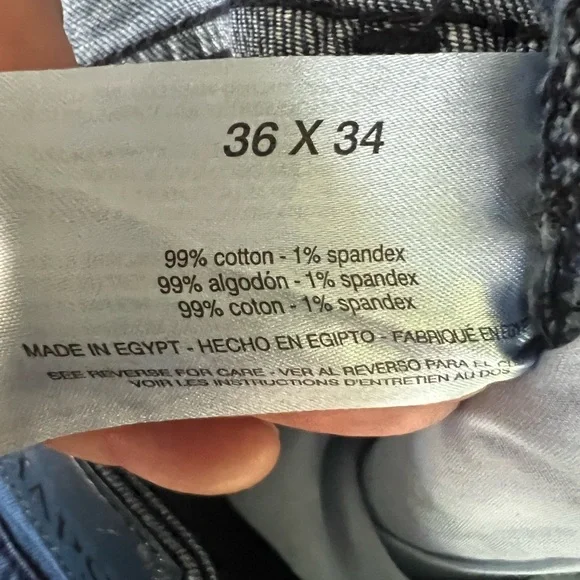 36 X 34
99% cotton - 1% spandex
99% algodón - 1% spandex
99% coton - 1% spandex
MADE IN EGYPT - HECHO EN EGIPTO - FABRIQUÉ EN
SEE REVERSE FOR CARE - VER AL REVERSO PARA EL
VOIR LES INSTRUCTIONS D'ENTRETIEN AU DOS